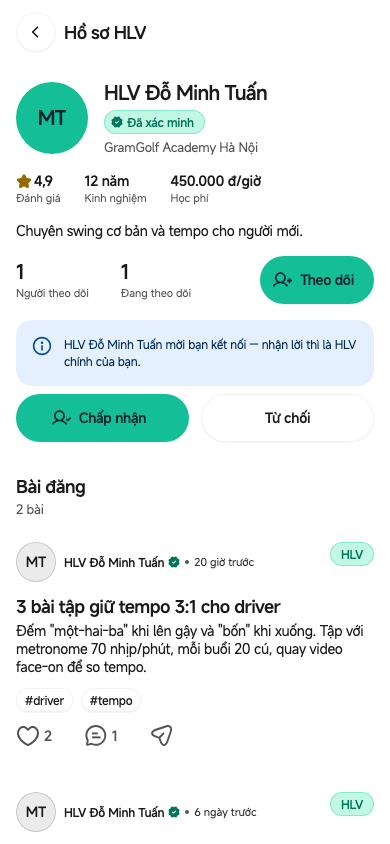 Hồ sơ HLV
MT
HLV Đỗ Minh Tuấn
Đã xác minh
GramGolf Academy Hà Nội
4,9
Đánh giá
12 năm
Kinh nghiệm
450.000 đ/giờ
Học phí
Chuyên swing cơ bản và tempo cho người mới.
1
Người theo dõi
1
Đang theo dõi
Theo dõi
HLV Đỗ Minh Tuấn mời bạn kết nối — nhận lời thì là HLV
chính của bạn.
Chấp nhận
Từ chối
Bài đăng
2 bài
MT
HLV Đỗ Minh Tuấn • 20 giờ trước
HLV
3 bài tập giữ tempo 3:1 cho driver
Đếm "một-hai-ba" khi lên gậy và "bốn" khi xuống. Tập với
metronome 70 nhịp/phút, mỗi buổi 20 cú, quay video
face-on để so tempo.
#driver
#tempo
2
1
MT
HLV Đỗ Minh Tuấn • 6 ngày trước
HLV